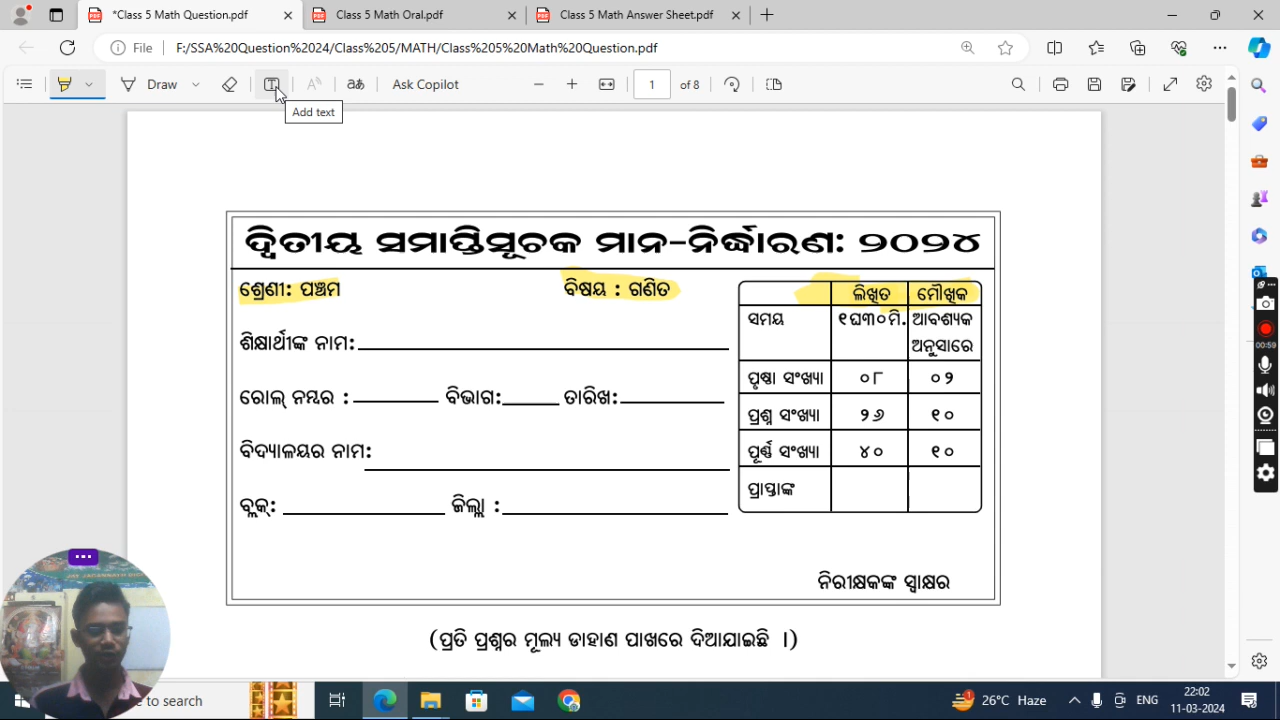 *Class 5 Math Question.pdf
Class 5 Math Oral.pdf
Class 5 Math Answer Sheet.pdf
File
F:/SSA%20Question%2024/Class%205/MATH/Class%205%20Math%20Question.pdf
Draw
Ask Copilot
1 of 8
Add text
ଦ୍ୱିତୀୟ ସମାପ୍ତିସୂଚକ ମାନ-ନିର୍ଦ୍ଧାରଣ: ୨୦୨୪
ଶ୍ରେଣୀ: ପଞ୍ଚମ
ବିଷୟ : ଗଣିତ
ଶିକ୍ଷାର୍ଥୀଙ୍କ ନାମ:
ରୋଲ୍ ନମ୍ବର : ବିଭାଗ: ତାରିଖ:
ବିଦ୍ୟାଳୟର ନାମ:
ବ୍ଲକ୍: ଜିଲ୍ଲା :
ଲିଖିତ ମୌଖିକ
ସମୟ ୧ଘ୩୦ମି. ଆବଶ୍ୟକ
ଅନୁସାରେ
ପୃଷ୍ଠା ସଂଖ୍ୟା ୦୮ ୦୨
ପ୍ରଶ୍ନ ସଂଖ୍ୟା ୨୬ ୧୦
ପୂର୍ଣ୍ଣ ସଂଖ୍ୟା ୪୦ ୧୦
ପ୍ରାପ୍ତାଙ୍କ
ନିରୀକ୍ଷକଙ୍କ ସ୍ୱାକ୍ଷର
(ପ୍ରତି ପ୍ରଶ୍ନର ମୂଲ୍ୟ ଡାହାଣ ପାଖରେ ଦିଆଯାଇଛି ।)
00:59
to search
26°C Haze
ENG
22:02
11-03-2024